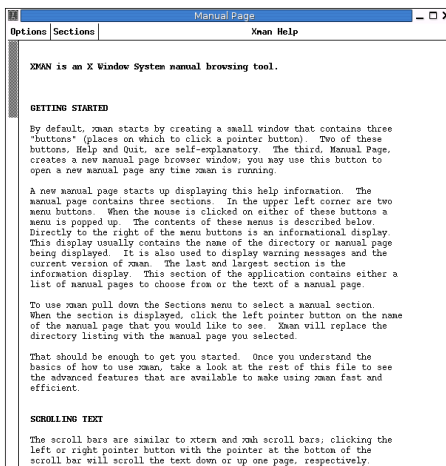 Manual Page
Options Sections Xman Help
XMAN is an X Window System manual browsing tool.
GETTING STARTED
By default, xman starts by creating a small window that contains three
"buttons" (places on which to click a pointer button). Two of these
buttons, Help and Quit, are self-explanatory. The third, Manual Page,
creates a new manual page browser window; you may use this button to
open a new manual page any time xman is running.
A new manual page starts up displaying this help information. The
manual page contains three sections. In the upper left corner are two
menu buttons. When the mouse is clicked on either of these buttons a
menu is popped up. The contents of these menus is described below.
Directly to the right of the menu buttons is an informational display.
This display usually contains the name of the directory or manual page
being displayed. It is also used to display warning messages and the
current version of xman. The last and largest section is the
information display. This section of the application contains either a
list of manual pages to choose from or the text of a manual page.
To use xman pull down the Sections menu to select a manual section.
When the section is displayed, click the left pointer button on the name
of the manual page that you would like to see. Xman will replace the
directory listing with the manual page you selected.
That should be enough to get you started. Once you understand the
basics of how to use xman, take a look at the rest of this file to see
the advanced features that are available to make using xman fast and
efficient.
SCROLLING TEXT
The scroll bars are similar to xterm and xmh scroll bars; clicking the
left or right pointer button with the pointer at the bottom of the
scroll bar will scroll the text down or up one page, respectively.